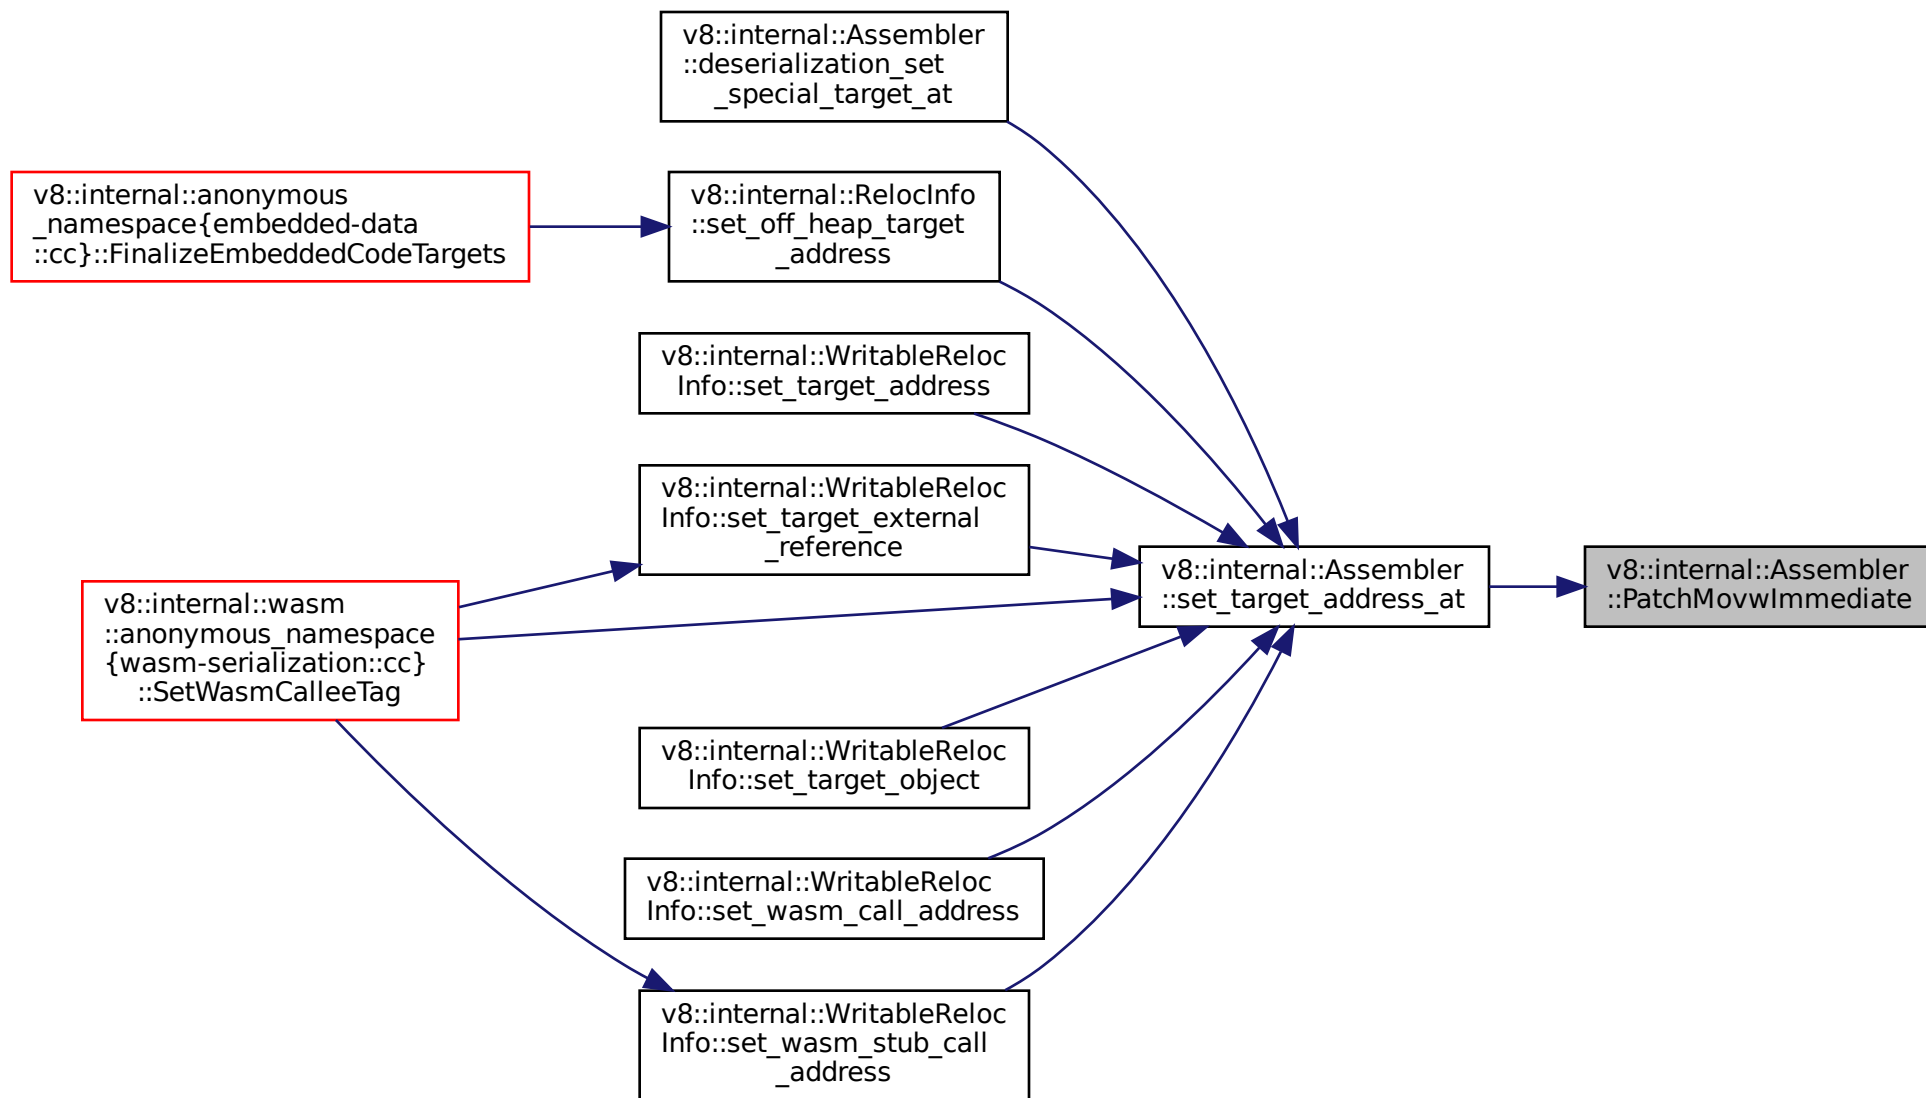 v8::internal::Assembler
::deserialization_set
_special_target_at
v8::internal::anonymous
_namespace{embedded-data
::cc}::FinalizeEmbeddedCodeTargets
v8::internal::RelocInfo
::set_off_heap_target
_address
v8::internal::WritableReloc
Info::set_target_address
v8::internal::WritableReloc
Info::set_target_external
_reference
v8::internal::Assembler
::set_target_address_at
v8::internal::Assembler
::PatchMovwImmediate
v8::internal::wasm
::anonymous_namespace
{wasm-serialization::cc}
::SetWasmCalleeTag
v8::internal::WritableReloc
Info::set_target_object
v8::internal::WritableReloc
Info::set_wasm_call_address
v8::internal::WritableReloc
Info::set_wasm_stub_call
_address